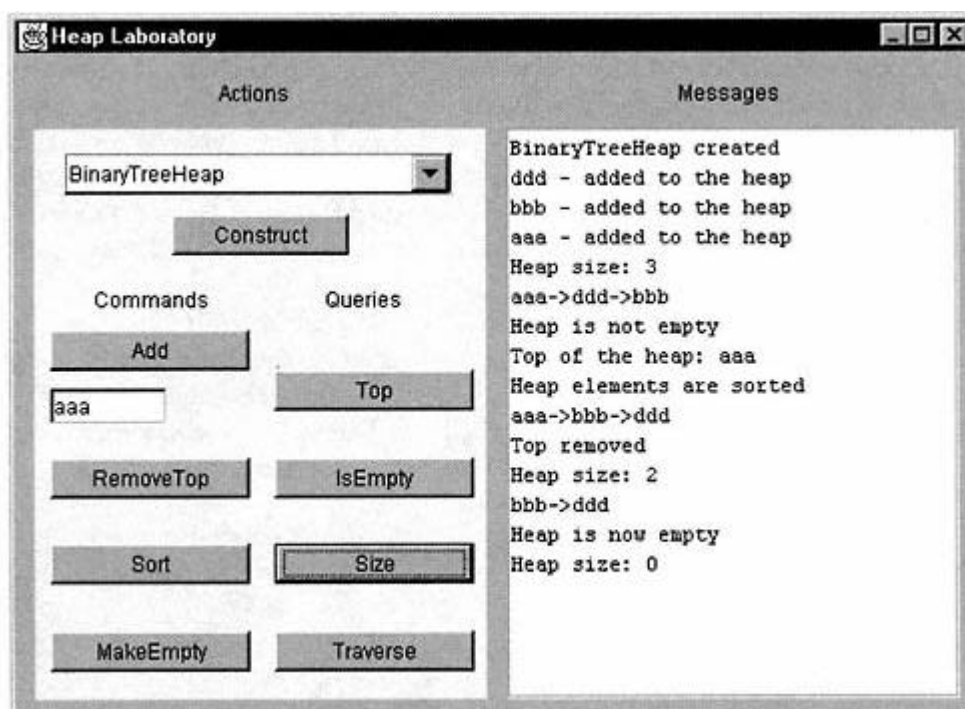 Heap Laboratory
Actions
BinaryTreeHeap
Construct
Commands Queries
Add
aaa
Top
RemoveTop IsEmpty
Sort Size
MakeEmpty Traverse
Messages
BinaryTreeHeap created
ddd - added to the heap
bbb - added to the heap
aaa - added to the heap
Heap size: 3
aaa->ddd->bbb
Heap is not empty
Top of the heap: aaa
Heap elements are sorted
aaa->bbb->ddd
Top removed
Heap size: 2
bbb->ddd
Heap is now empty
Heap size: 0